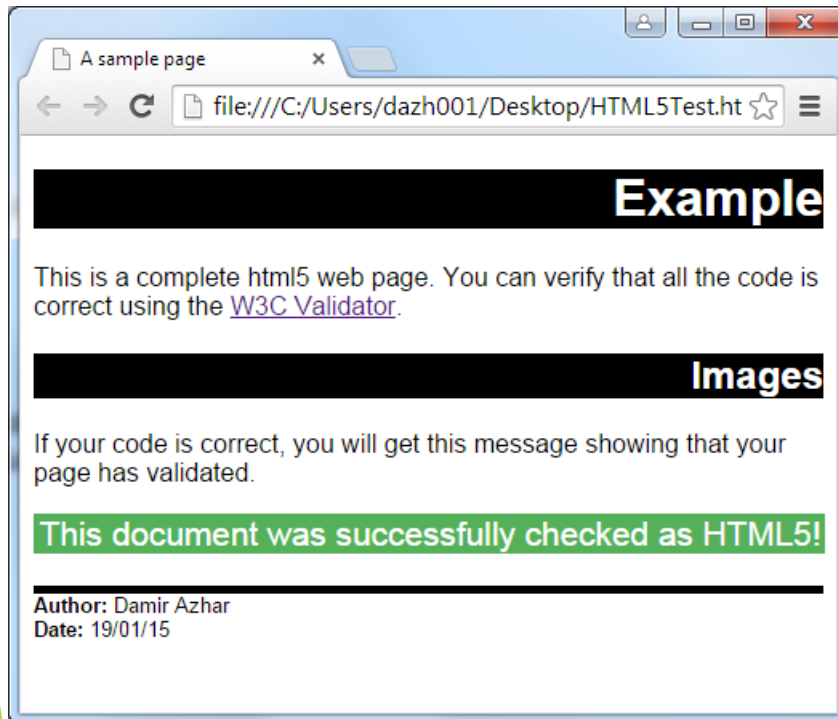 A sample page
file:///C:/Users/dazh001/Desktop/HTML5Test.ht
Example
This is a complete html5 web page. You can verify that all the code is
correct using the W3C Validator.
Images
If your code is correct, you will get this message showing that your
page has validated.
This document was successfully checked as HTML5!
Author: Damir Azhar
Date: 19/01/15